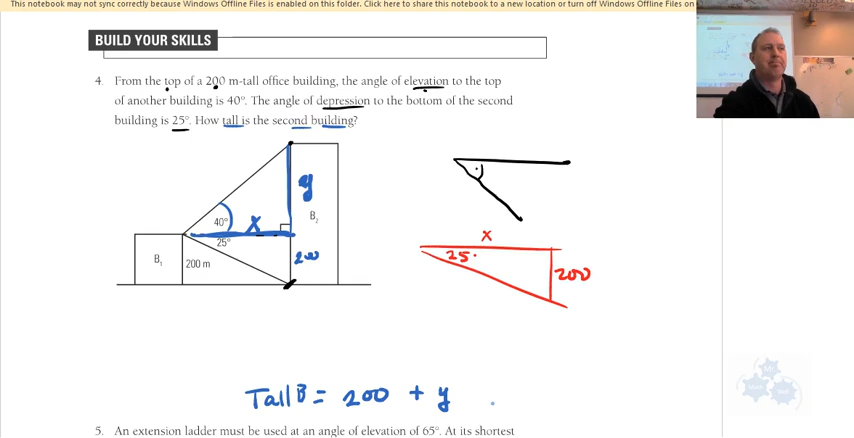 This notebook may not sync correctly because Windows Offline Files is enabled on this folder. Click here to share this notebook to a new location or turn off Windows Offline Files on
BUILD YOUR SKILLS
4. From the top of a 200 m-tall office building, the angle of elevation to the top
of another building is 40°. The angle of depression to the bottom of the second
building is 25°. How tall is the second building?
y
40°
x
B₂
25°
200
B₁
200 m
x
25°
200
Tall B = 200 + y
5. An extension ladder must be used at an angle of elevation of 65°. At its shortest